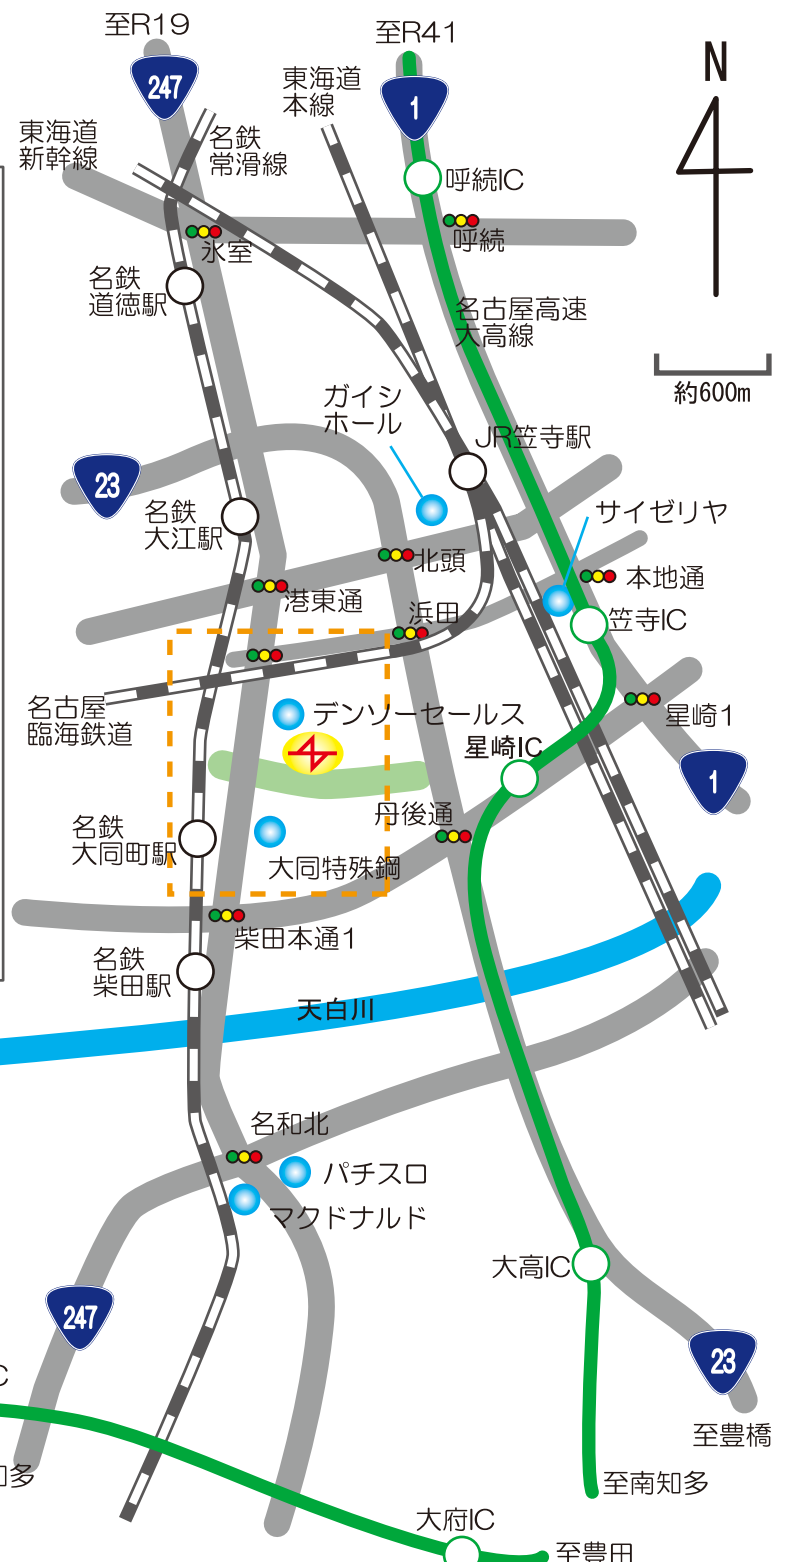 至R19
至R41
N
247
東海道
本線
1
東海道
新幹線
名鉄
常滑線
呼続IC
呼続
氷室
名鉄
道徳駅
名古屋高速
大高線
約600m
ガイシ
ホール
JR笠寺駅
23
名鉄
大江駅
サイゼリヤ
北頭
本地通
港東通
浜田
笠寺IC
名古屋
臨海鉄道
デンソーセールス
星崎1
星崎IC
1
丹後通
名鉄
大同町駅
大同特殊鋼
柴田本通1
名鉄
柴田駅
天白川
名和北
パチスロ
マクドナルド
大高IC
247
23
C
至豊橋
多
至南知多
大府IC
至豊田